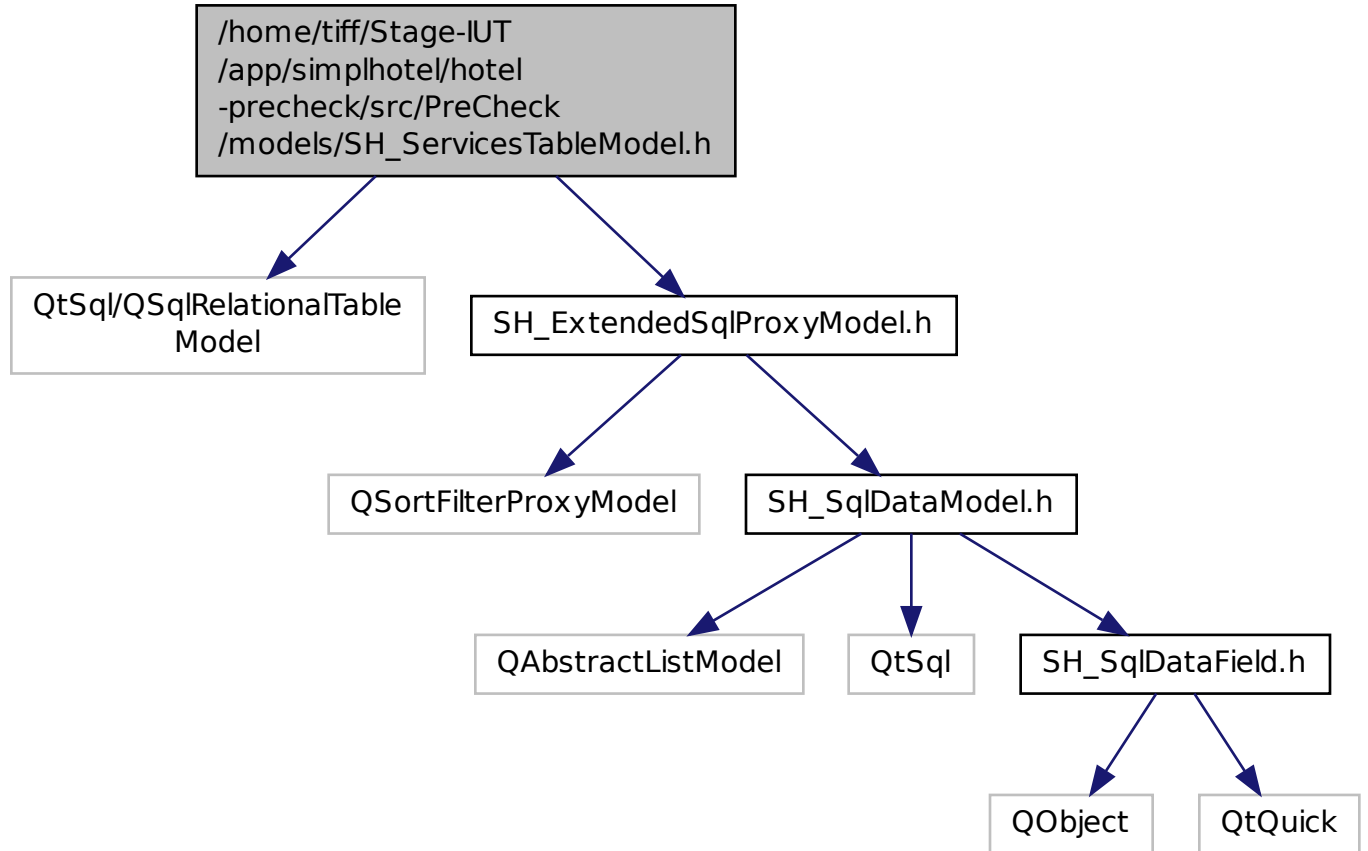 /home/tiff/Stage-IUT
/app/simplhotel/hotel
-precheck/src/PreCheck
/models/SH_ServicesTableModel.h
QtSql/QSqlRelationalTable
Model
SH_ExtendedSqlProxyModel.h
QSortFilterProxyModel
SH_SqlDataModel.h
QAbstractListModel
QtSql
SH_SqlDataField.h
QObject
QtQuick